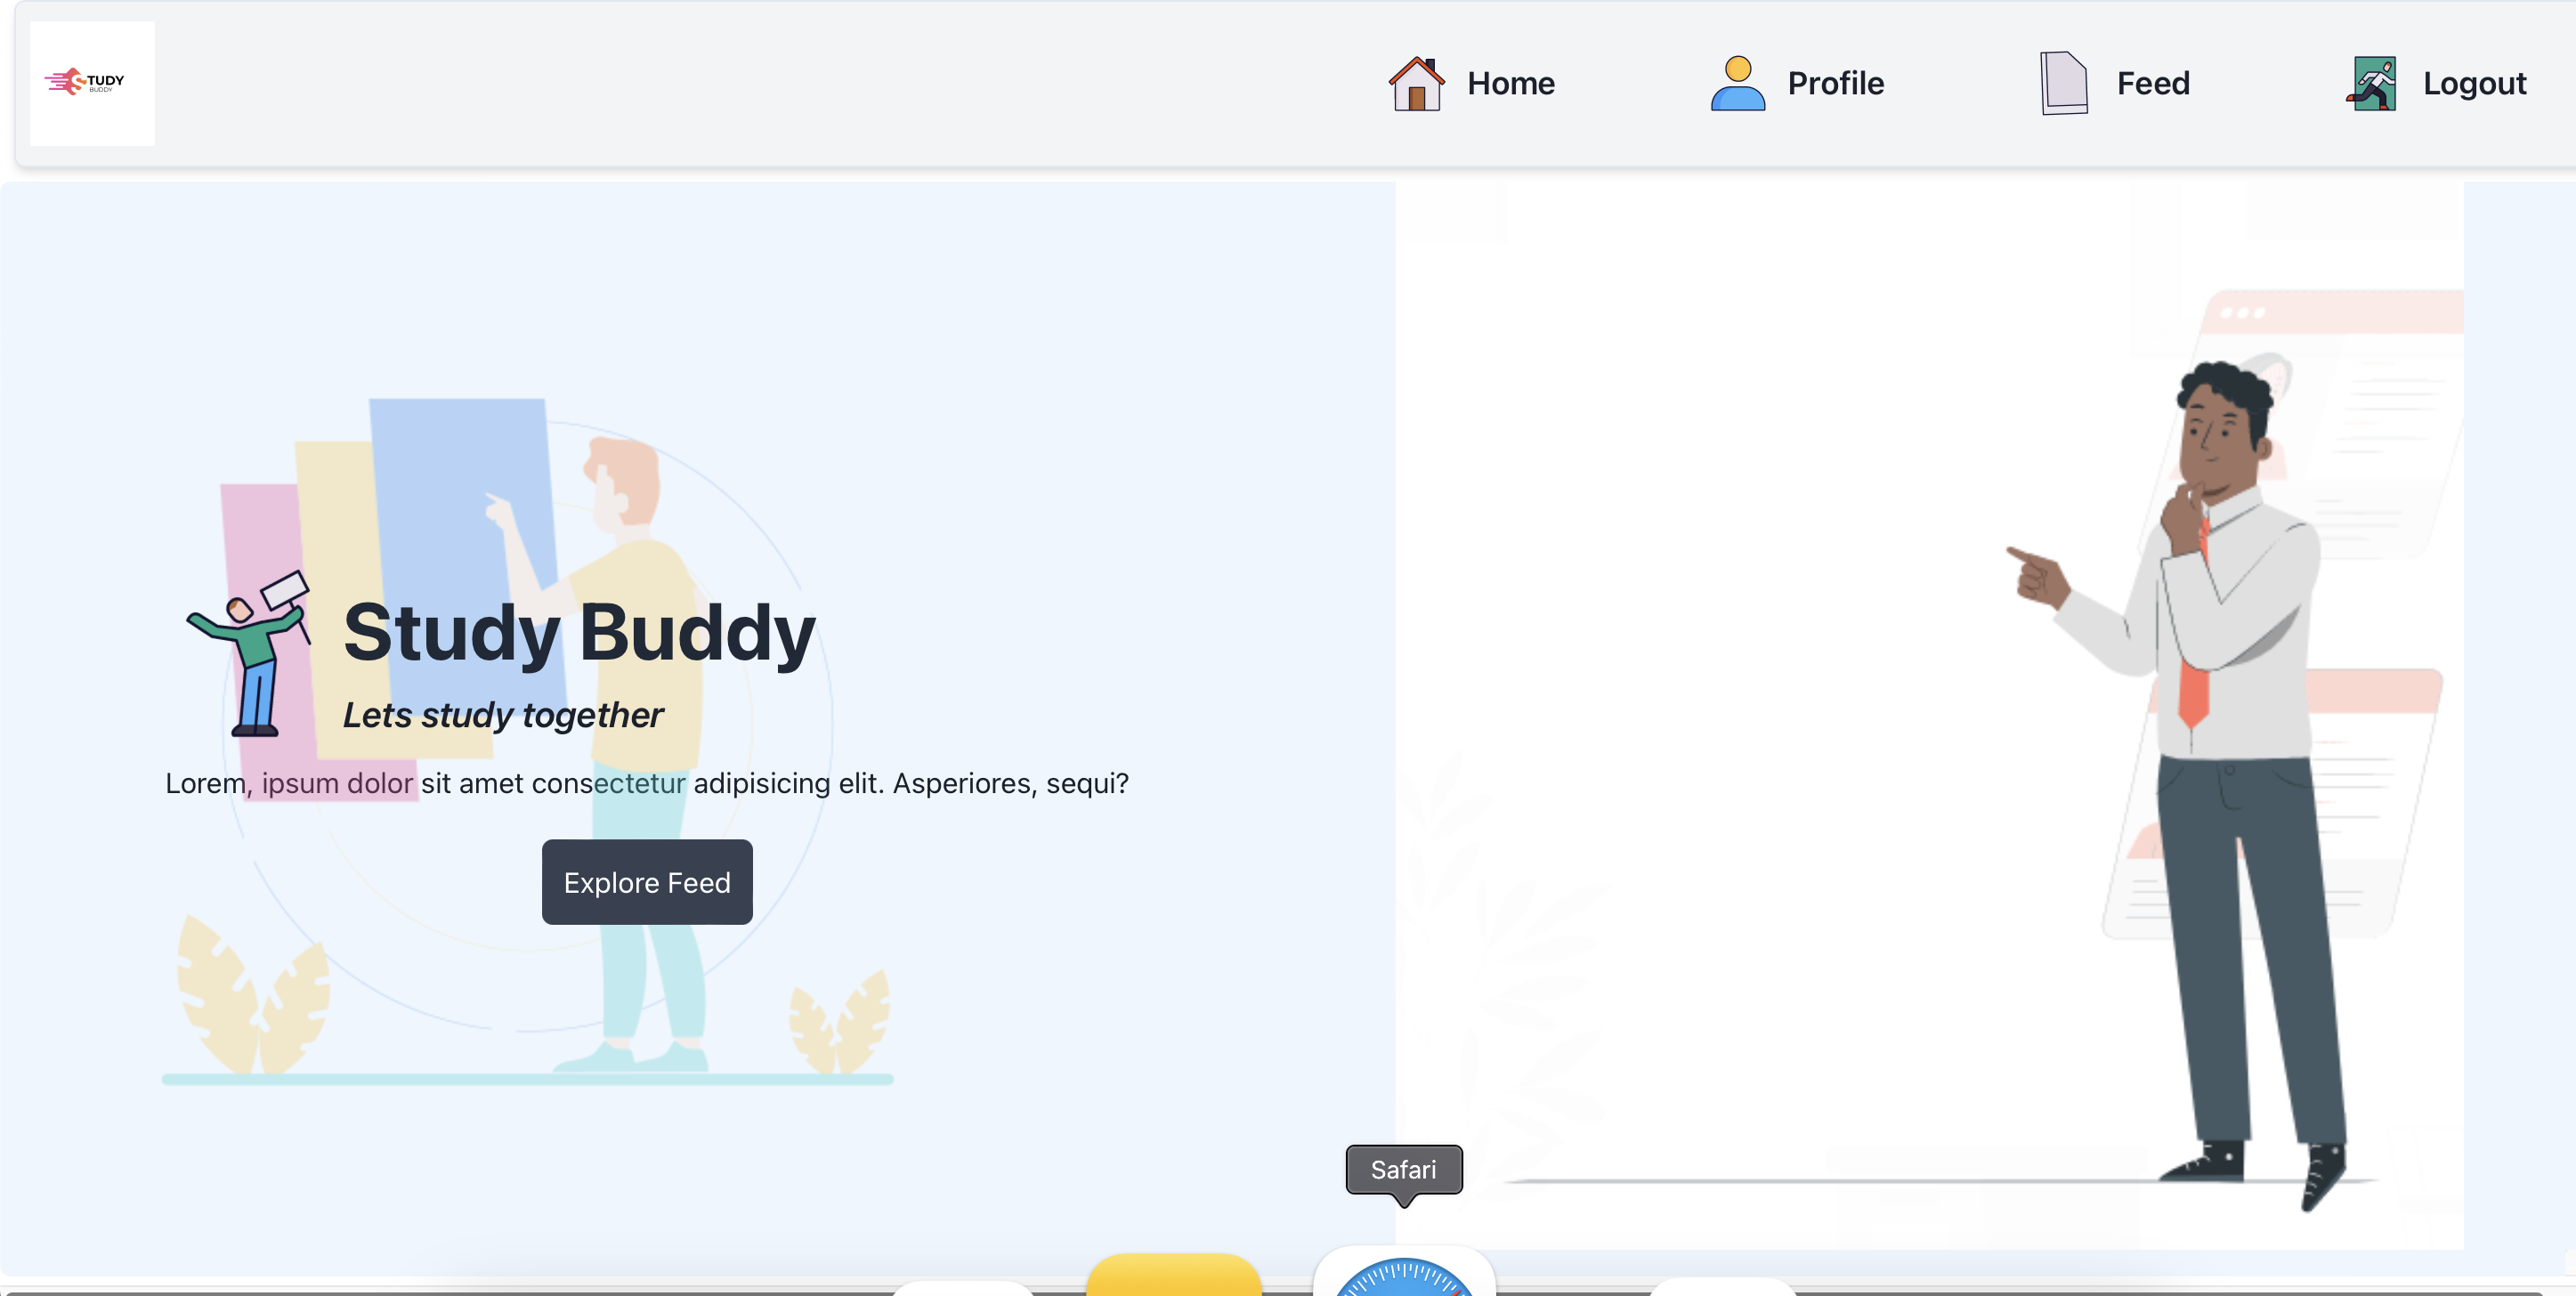 STUDY
BUDDY
Home
Profile
Feed
Logout
Study Buddy
Lets study together
Lorem, ipsum dolor sit amet consectetur adipisicing elit. Asperiores, sequi?
Explore Feed
Safari